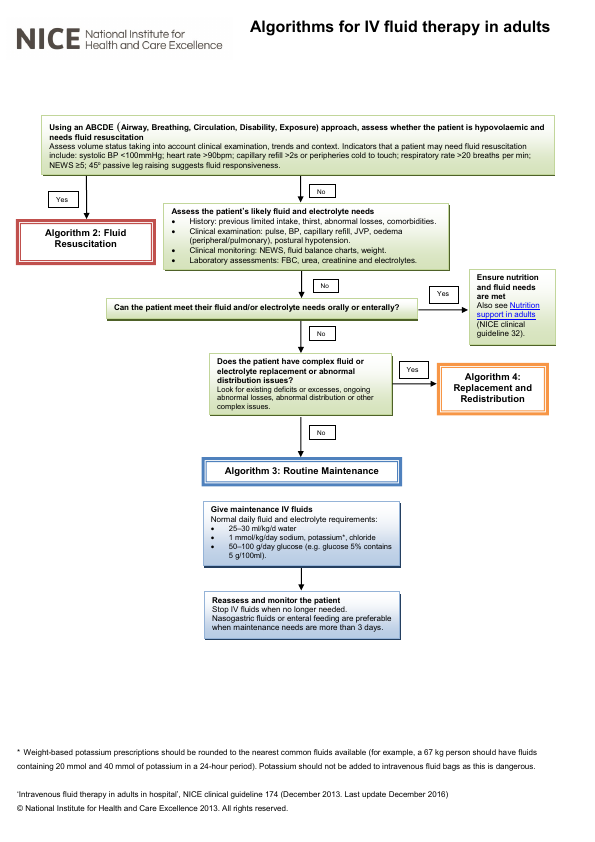 Algorithms for IV fluid therapy in adults
NICE National Institute for
Health and Care Excellence
Using an ABCDE (Airway, Breathing, Circulation, Disability, Exposure) approach, assess whether the patient is hypovolaemic and
needs fluid resuscitation
Assess volume status taking into account clinical examination, trends and context. Indicators that a patient may need fluid resuscitation
include: systolic BP <100mmHg; heart rate >90bpm; capillary refill >2s or peripheries cold to touch; respiratory rate >20 breaths per min;
NEWS ≥5; 45º passive leg raising suggests fluid responsiveness.
Yes
No
Algorithm 2: Fluid
Resuscitation
Assess the patient's likely fluid and electrolyte needs
• History: previous limited intake, thirst, abnormal losses, comorbidities.
• Clinical examination: pulse, BP, capillary refill, JVP, oedema
(peripheral/pulmonary), postural hypotension.
• Clinical monitoring: NEWS, fluid balance charts, weight.
• Laboratory assessments: FBC, urea, creatinine and electrolytes.
No
Can the patient meet their fluid and/or electrolyte needs orally or enterally?
Yes
Ensure nutrition
and fluid needs
are met
Also see Nutrition
support in adults
(NICE clinical
guideline 32).
No
Does the patient have complex fluid or
electrolyte replacement or abnormal
distribution issues?
Look for existing deficits or excesses, ongoing
abnormal losses, abnormal distribution or other
complex issues.
Yes
Algorithm 4:
Replacement and
Redistribution
No
Algorithm 3: Routine Maintenance
Give maintenance IV fluids
Normal daily fluid and electrolyte requirements:
• 25–30 ml/kg/d water
• 1 mmol/kg/day sodium, potassium*, chloride
• 50–100 g/day glucose (e.g. glucose 5% contains
5 g/100ml).
Reassess and monitor the patient
Stop IV fluids when no longer needed.
Nasogastric fluids or enteral feeding are preferable
when maintenance needs are more than 3 days.
* Weight-based potassium prescriptions should be rounded to the nearest common fluids available (for example, a 67 kg person should have fluids
containing 20 mmol and 40 mmol of potassium in a 24-hour period). Potassium should not be added to intravenous fluid bags as this is dangerous.
'Intravenous fluid therapy in adults in hospital', NICE clinical guideline 174 (December 2013. Last update December 2016)
© National Institute for Health and Care Excellence 2013. All rights reserved.